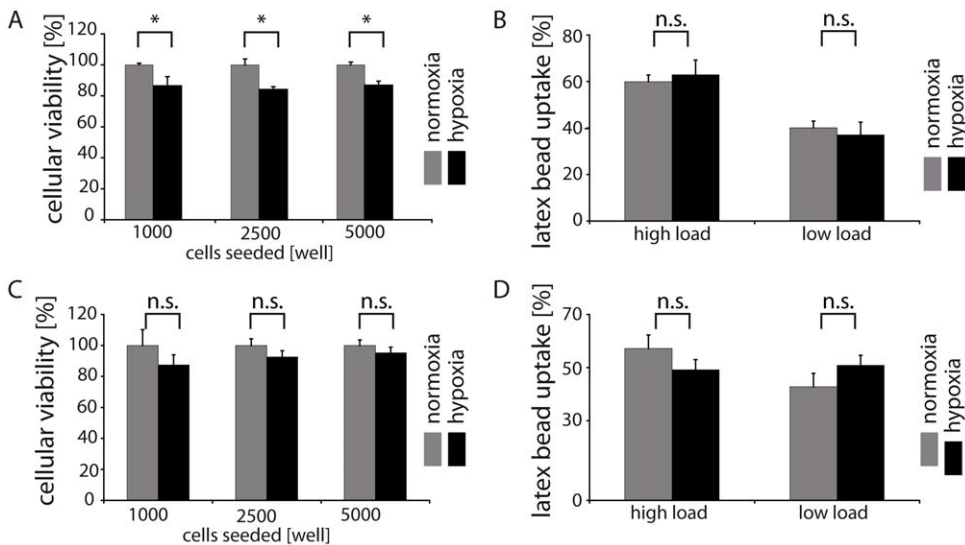 A
cellular viability [%]
120
100
80
60
40
20
0
*
*
*
1000
2500
5000
cells seeded [well]
normoxia
hypoxia
B
latex bead uptake [%]
80
60
40
20
0
n.s.
n.s.
high load
low load
normoxia
hypoxia
C
cellular viability [%]
120
100
80
60
40
20
0
n.s.
n.s.
n.s.
1000
2500
5000
cells seeded [well]
normoxia
hypoxia
D
latex bead uptake [%]
70
50
30
0
n.s.
n.s.
high load
low load
normoxia
hypoxia